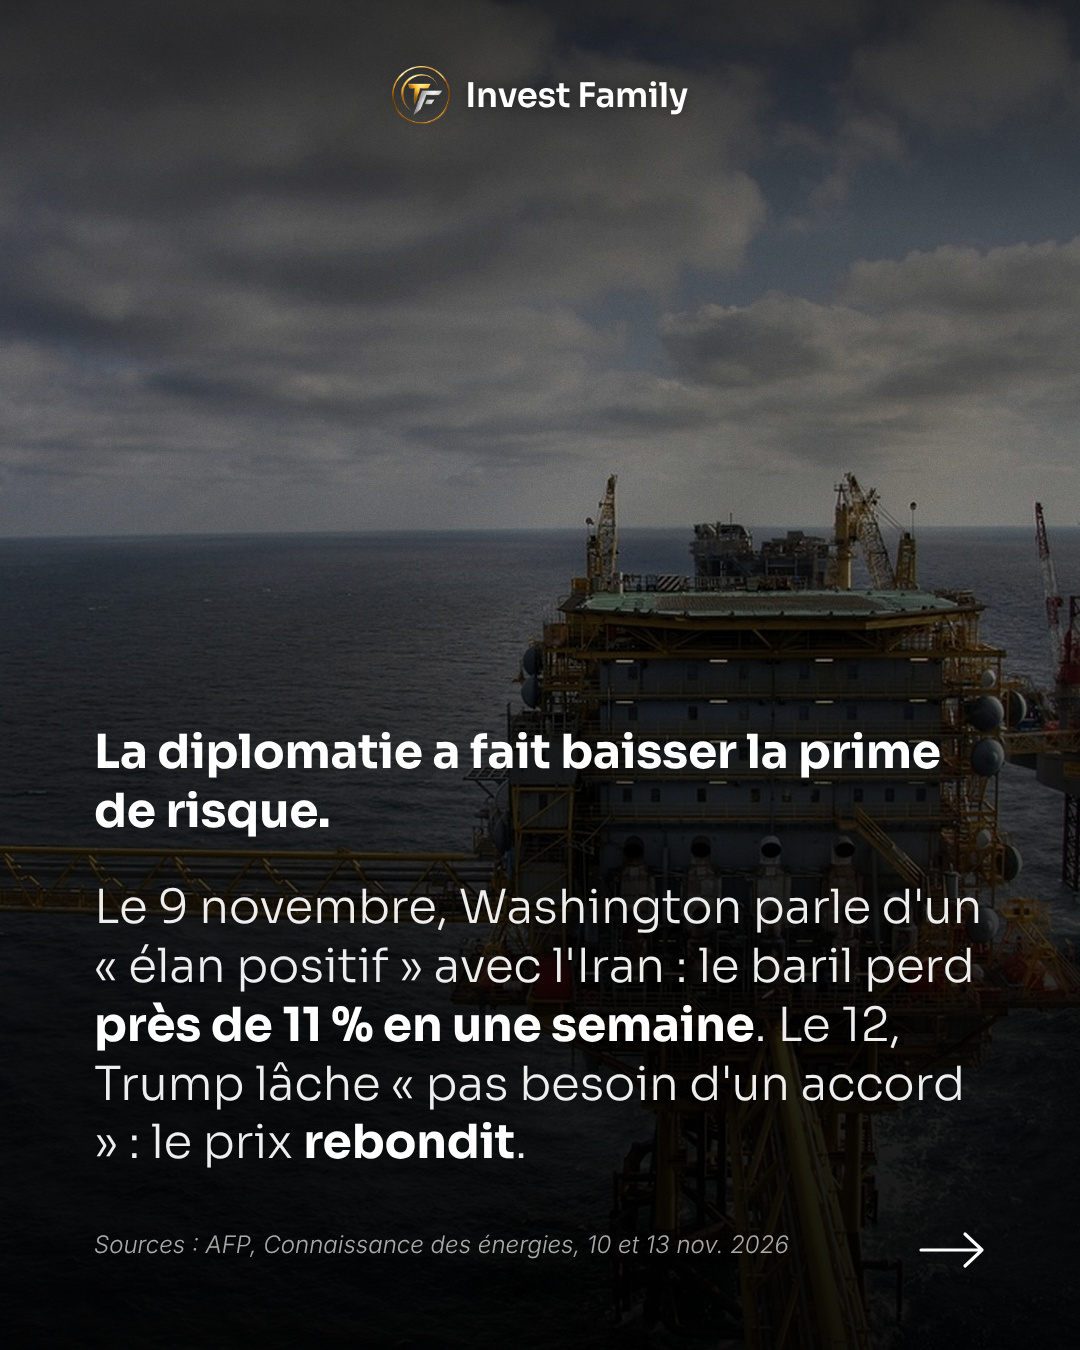 Invest Family
La diplomatie a fait baisser la prime
de risque.
Le 9 novembre, Washington parle d'un
« élan positif » avec l'Iran : le baril perd
près de 11 % en une semaine. Le 12,
Trump lâche « pas besoin d'un accord
» : le prix rebondit.
Sources : AFP, Connaissance des énergies, 10 et 13 nov. 2026